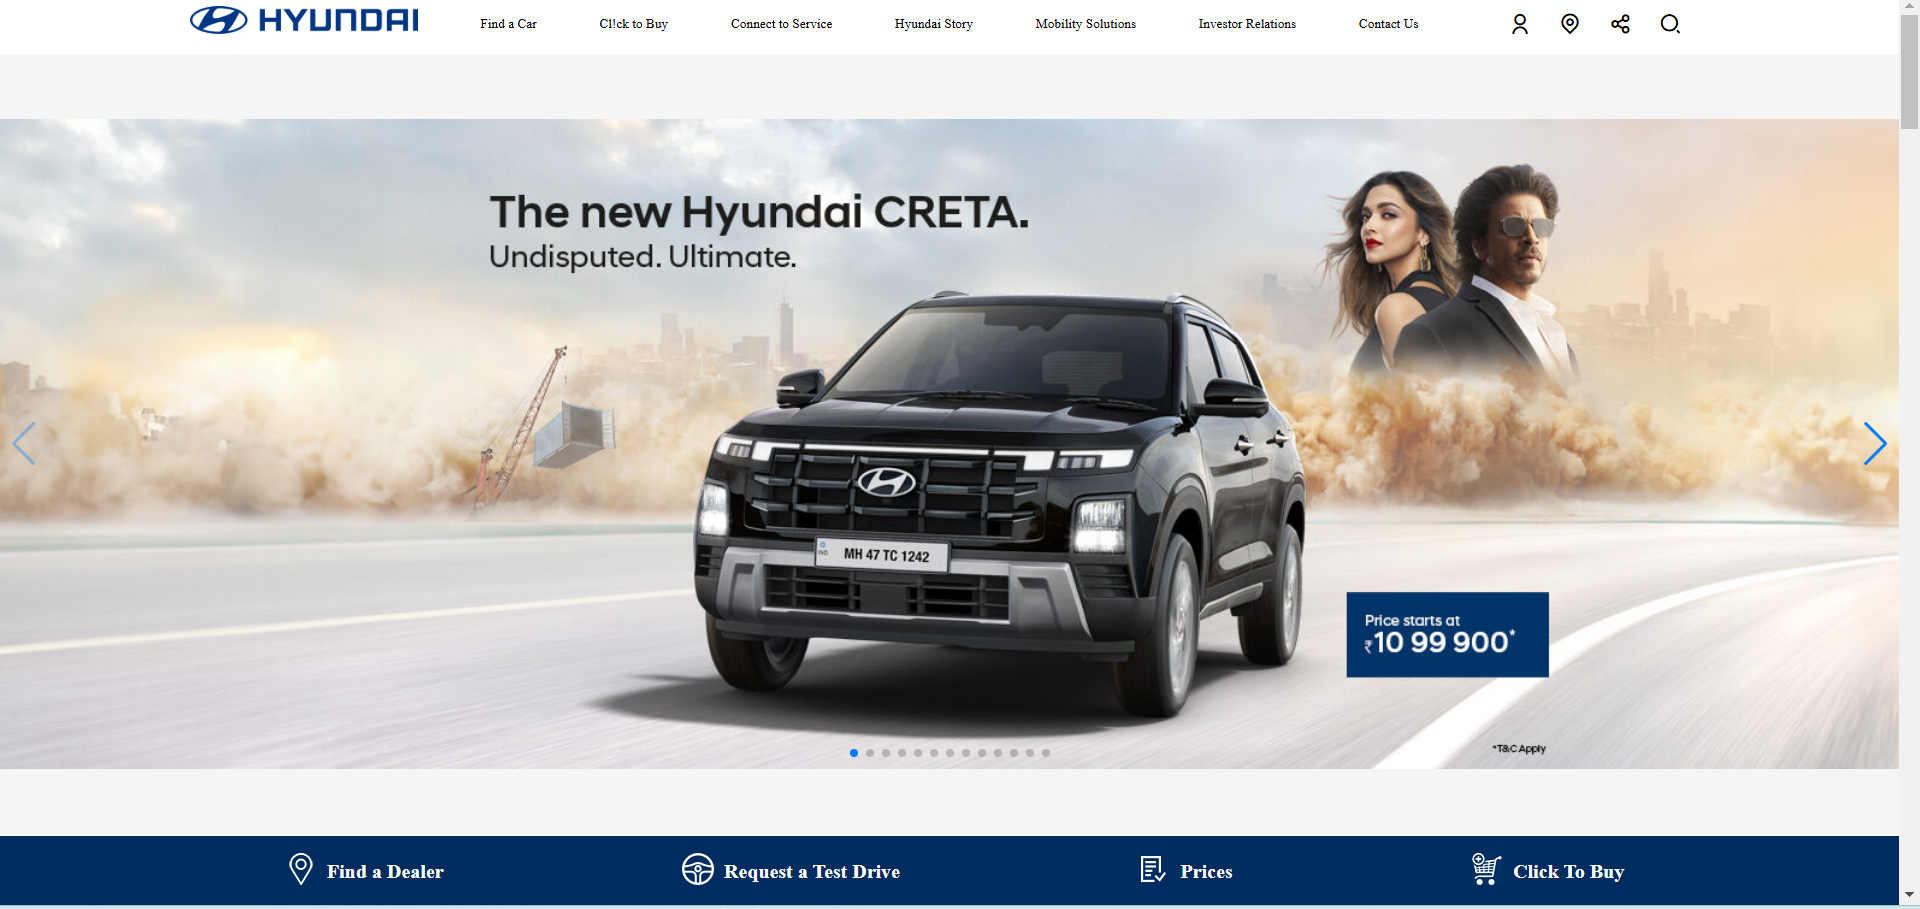 HYUNDAI
Find a Car
Cl!ck to Buy
Connect to Service
Hyundai Story
Mobility Solutions
Investor Relations
Contact Us
The new Hyundai CRETA.
Undisputed. Ultimate.
IND
MH 47 TC 1242
Price starts at
₹10 99 900*
*T&C Apply
Find a Dealer
Request a Test Drive
Prices
Click To Buy